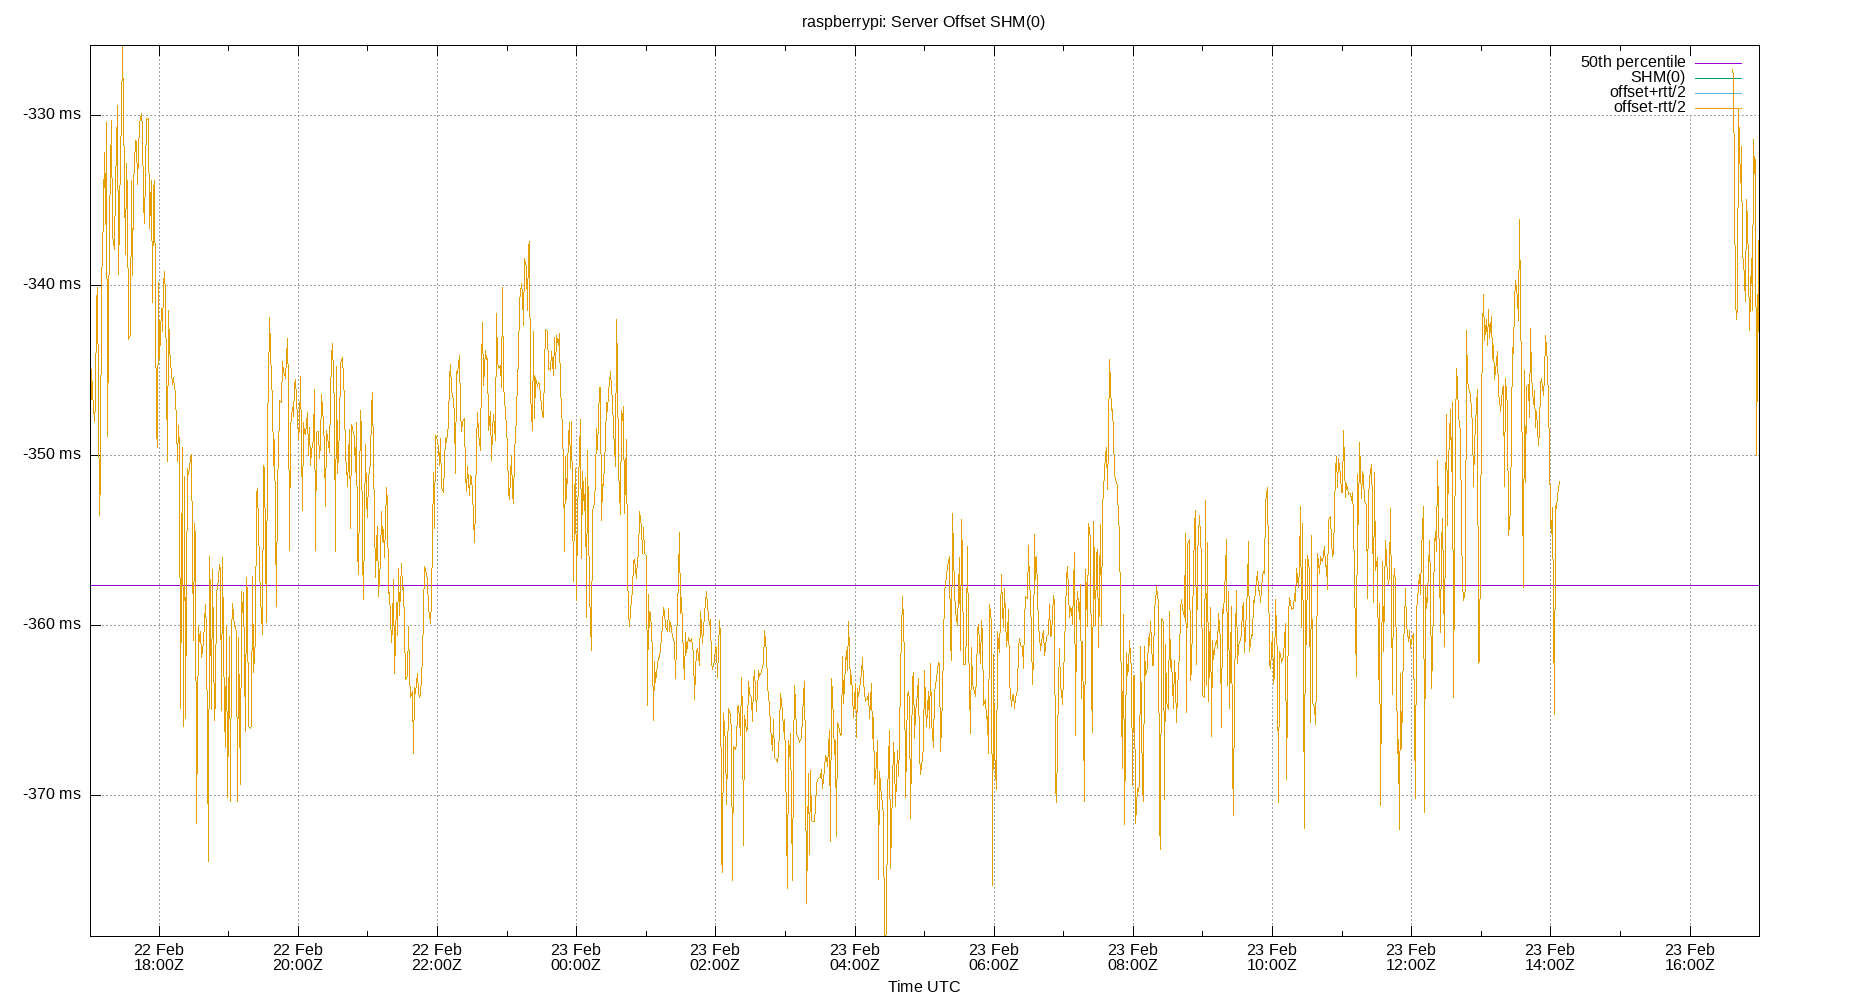 raspberrypi: Server Offset SHM(0)
50th percentile
SHM(0)
offset+rtt/2
offset-rtt/2
-330 ms
-340 ms
-350 ms
-360 ms
-370 ms
22 Feb 22 Feb 22 Feb 23 Feb 23 Feb 23 Feb 23 Feb 23 Feb 23 Feb 23 Feb 23 Feb 23 Feb
18:00Z 20:00Z 22:00Z 00:00Z 02:00Z 04:00Z 06:00Z 08:00Z 10:00Z 12:00Z 14:00Z 16:00Z
Time UTC